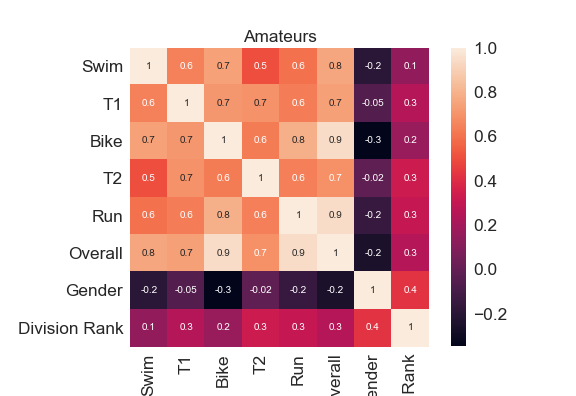 Amateurs
Swim 1 0.6 0.7 0.5 0.6 0.8 -0.2 0.1
T1 0.6 1 0.7 0.7 0.6 0.7 -0.05 0.3
Bike 0.7 0.7 1 0.6 0.8 0.9 -0.3 0.2
T2 0.5 0.7 0.6 1 0.6 0.7 -0.02 0.3
Run 0.6 0.6 0.8 0.6 1 0.9 -0.2 0.3
Overall 0.8 0.7 0.9 0.7 0.9 1 -0.2 0.3
Gender -0.2 -0.05 -0.3 -0.02 -0.2 -0.2 1 0.4
Division Rank 0.1 0.3 0.2 0.3 0.3 0.3 0.4 1
Swim T1 Bike T2 Run verall ender Rank
1.0
0.8
0.6
0.4
0.2
0.0
−0.2